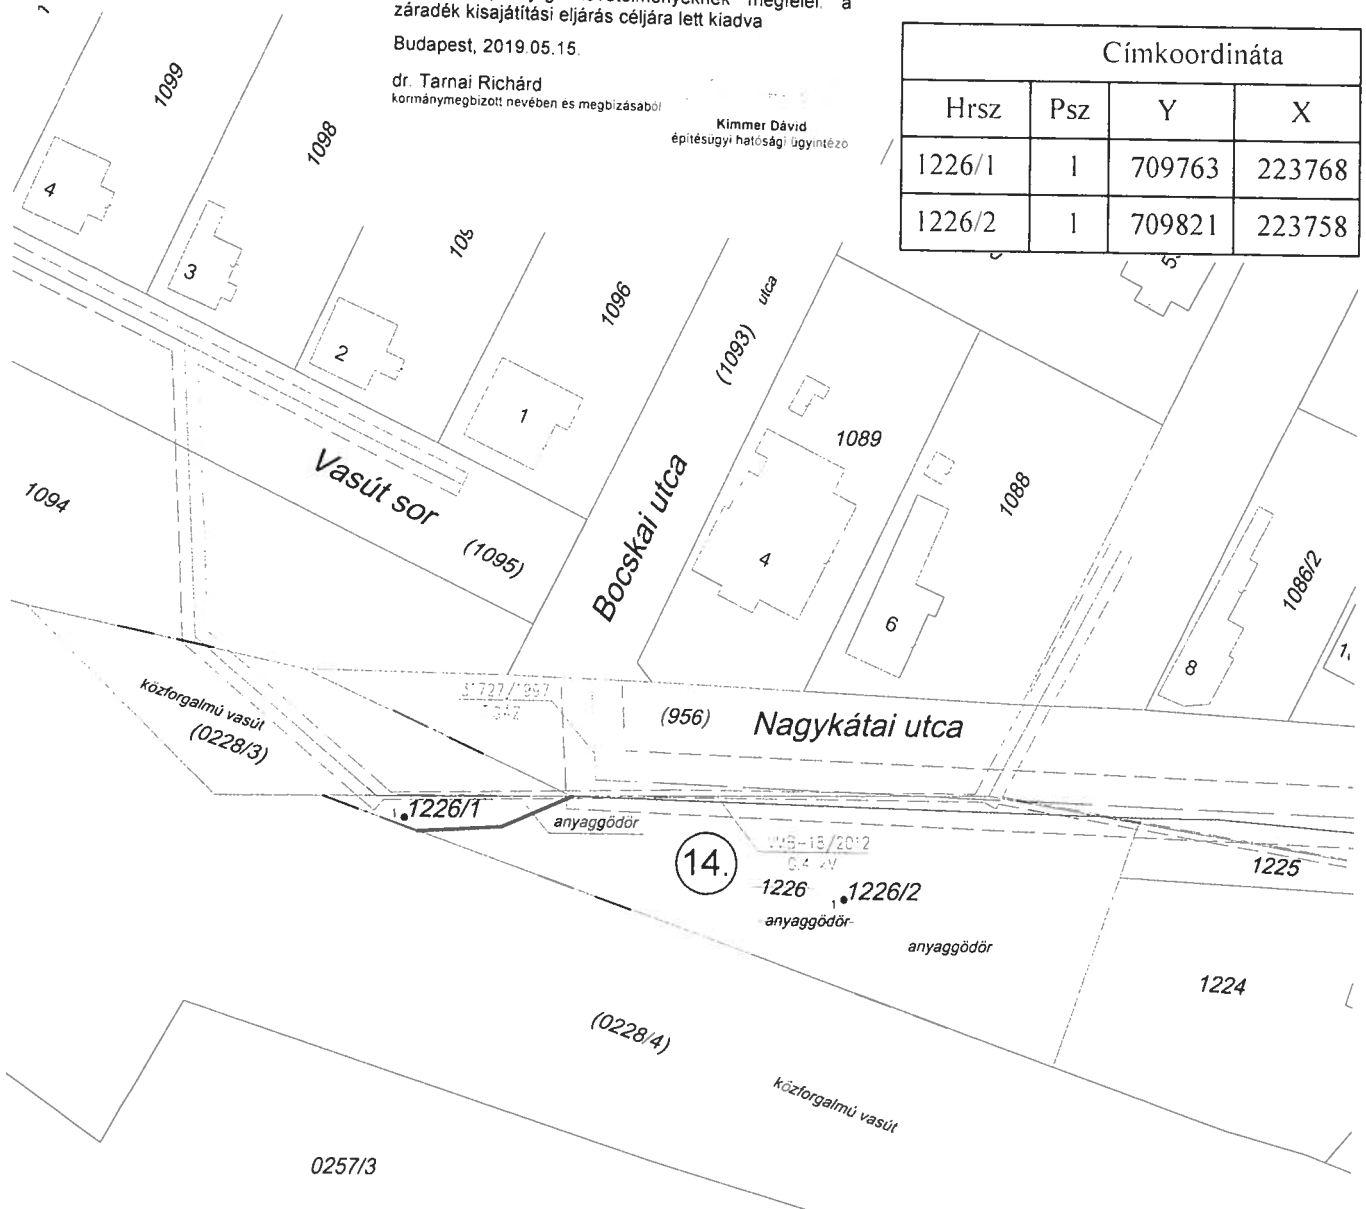 megfelel. a
záradék kisajátítási eljárás céljára lett kiadva
Budapest, 2019.05.15.
dr. Tarnai Richárd
kormánymegbízott nevében és megbízásából
Kimmer Dávid
építésügyi hatósági ügyintéző
Címkoordináta
Hrsz Psz Y X
1226/1 1 709763 223768
1226/2 1 709821 223758
1099
1098
1096
(1093) utca
4
3
2
1
1089
1088
1086/2
4
6
8
1094
Vasút sor
(1095)
Bocskai utca
közforgalmú vasút
(0228/3)
(956)
Nagykátai utca
1 1226/1
anyaggödör
14.
1225
1226
1 1226/2
anyaggödör
anyaggödör
1224
(0228/4)
közforgalmú vasút
0257/3